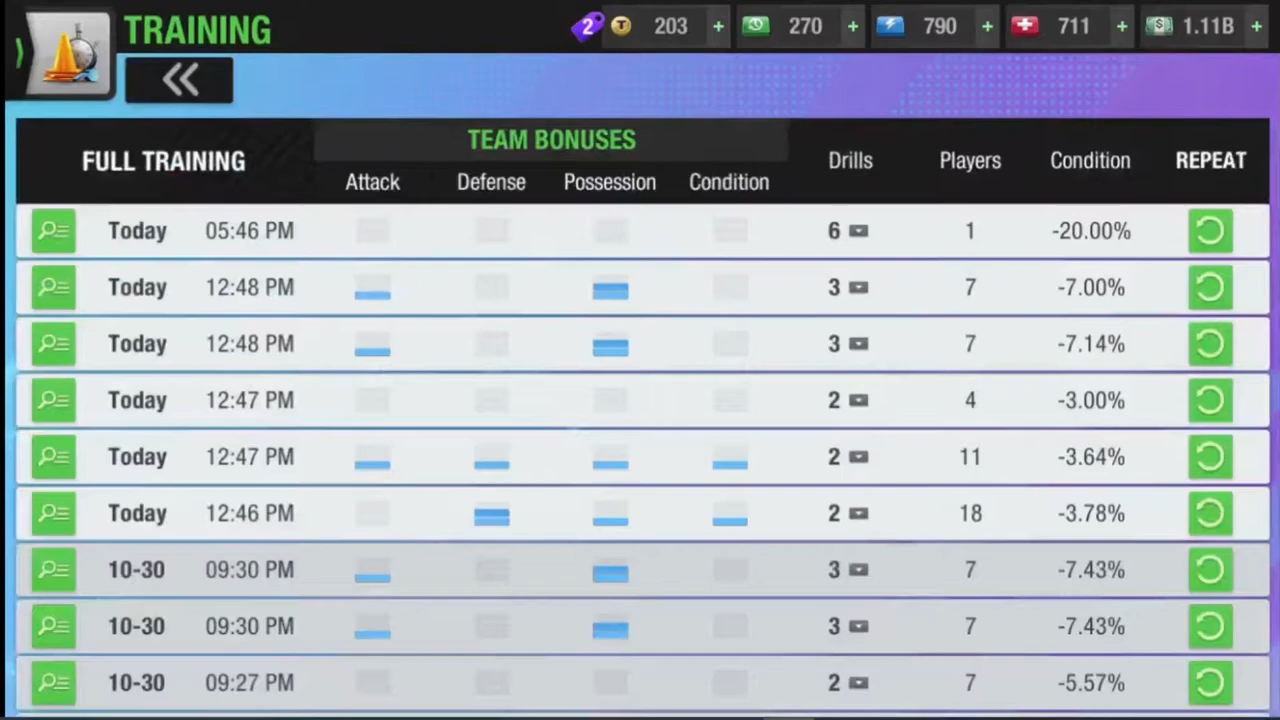 TRAINING
2 T 203 + 270 + 790 + 711 + 1.11B +
TEAM BONUSES
FULL TRAINING Attack Defense Possession Condition Drills Players Condition REPEAT
Today 05:46 PM 6 1 -20.00%
Today 12:48 PM 3 7 -7.00%
Today 12:48 PM 3 7 -7.14%
Today 12:47 PM 2 4 -3.00%
Today 12:47 PM 2 11 -3.64%
Today 12:46 PM 2 18 -3.78%
10-30 09:30 PM 3 7 -7.43%
10-30 09:30 PM 3 7 -7.43%
10-30 09:27 PM 2 7 -5.57%